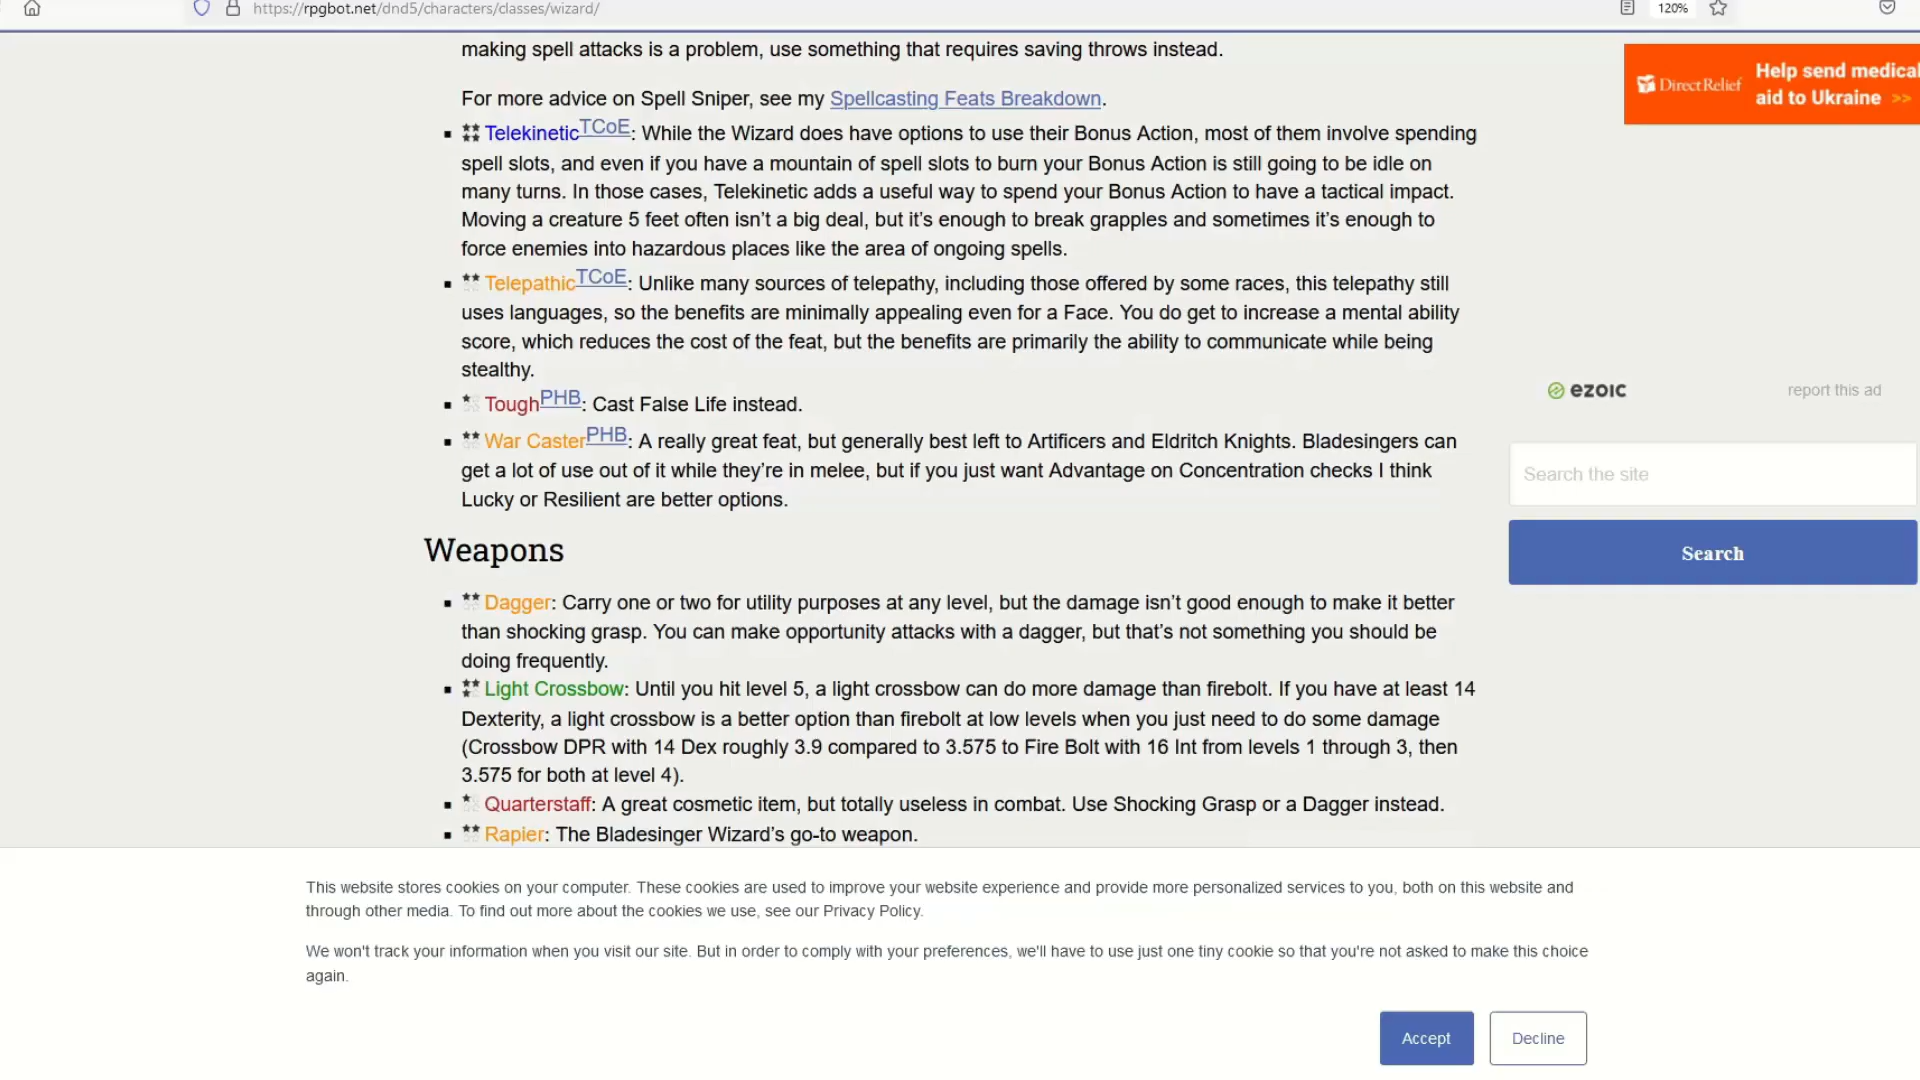 https://rpgbot.net/dnd5/characters/classes/wizard/
120%
making spell attacks is a problem, use something that requires saving throws instead.
For more advice on Spell Sniper, see my Spellcasting Feats Breakdown.
TelekineticTCoE: While the Wizard does have options to use their Bonus Action, most of them involve spending
spell slots, and even if you have a mountain of spell slots to burn your Bonus Action is still going to be idle on
many turns. In those cases, Telekinetic adds a useful way to spend your Bonus Action to have a tactical impact.
Moving a creature 5 feet often isn't a big deal, but it's enough to break grapples and sometimes it's enough to
force enemies into hazardous places like the area of ongoing spells.
TelepathicTCoE: Unlike many sources of telepathy, including those offered by some races, this telepathy still
uses languages, so the benefits are minimally appealing even for a Face. You do get to increase a mental ability
score, which reduces the cost of the feat, but the benefits are primarily the ability to communicate while being
stealthy.
ToughPHB: Cast False Life instead.
War CasterPHB: A really great feat, but generally best left to Artificers and Eldritch Knights. Bladesingers can
get a lot of use out of it while they're in melee, but if you just want Advantage on Concentration checks I think
Lucky or Resilient are better options.
Weapons
Dagger: Carry one or two for utility purposes at any level, but the damage isn't good enough to make it better
than shocking grasp. You can make opportunity attacks with a dagger, but that's not something you should be
doing frequently.
Light Crossbow: Until you hit level 5, a light crossbow can do more damage than firebolt. If you have at least 14
Dexterity, a light crossbow is a better option than firebolt at low levels when you just need to do some damage
(Crossbow DPR with 14 Dex roughly 3.9 compared to 3.575 to Fire Bolt with 16 Int from levels 1 through 3, then
3.575 for both at level 4).
Quarterstaff: A great cosmetic item, but totally useless in combat. Use Shocking Grasp or a Dagger instead.
Rapier: The Bladesinger Wizard's go-to weapon.
DirectRelief
Help send medical
aid to Ukraine >>
ezoic
report this ad
Search the site
Search
This website stores cookies on your computer. These cookies are used to improve your website experience and provide more personalized services to you, both on this website and
through other media. To find out more about the cookies we use, see our Privacy Policy.
We won't track your information when you visit our site. But in order to comply with your preferences, we'll have to use just one tiny cookie so that you're not asked to make this choice
again.
Accept
Decline